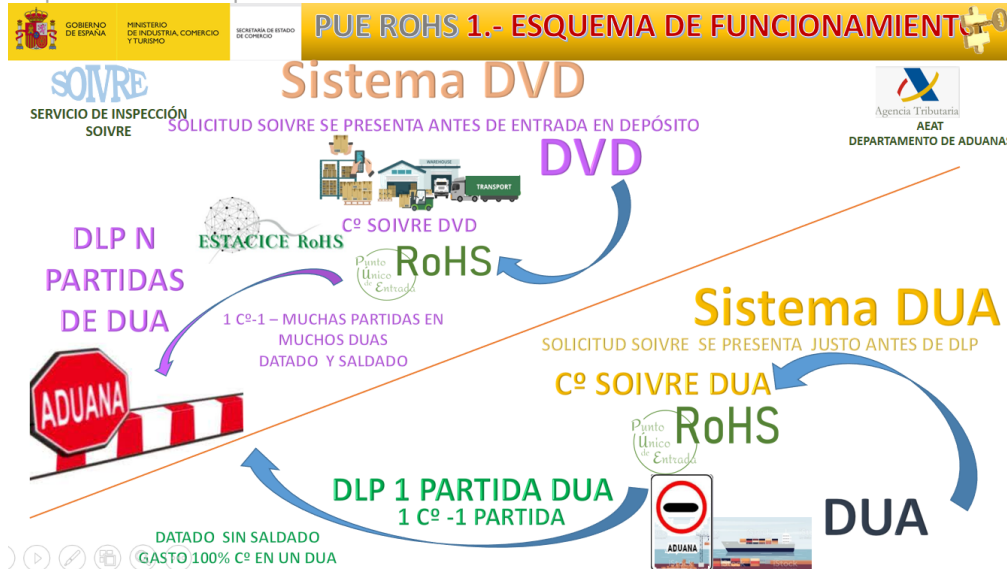 GOBIERNO
DE ESPAÑA
MINISTERIO
DE INDUSTRIA, COMERCIO
Y TURISMO
SECRETARÍA DE ESTADO
DE COMERCIO
PUE ROHS 1.- ESQUEMA DE FUNCIONAMIENTO
SOIVRE
SERVICIO DE INSPECCIÓN
SOIVRE
Sistema DVD
Agencia Tributaria
AEAT
DEPARTAMENTO DE ADUANAS
SOLICITUD SOIVRE SE PRESENTA ANTES DE ENTRADA EN DEPÓSITO
DVD
WAREHOUSE
TRANSPORT
ESTACICE RoHS
Cº SOIVRE DVD
Punto
Único
de
Entrada
RoHS
DLP N
PARTIDAS
DE DUA
1 Cº-1 – MUCHAS PARTIDAS EN
MUCHOS DUAS
DATADO Y SALDADO
ADUANA
Sistema DUA
SOLICITUD SOIVRE SE PRESENTA JUSTO ANTES DE DLP
Cº SOIVRE DUA
Punto
Único
de
Entrada
RoHS
DLP 1 PARTIDA DUA
1 Cº -1 PARTIDA
DUA
ADUANA
DATADO SIN SALDADO
GASTO 100% Cº EN UN DUA